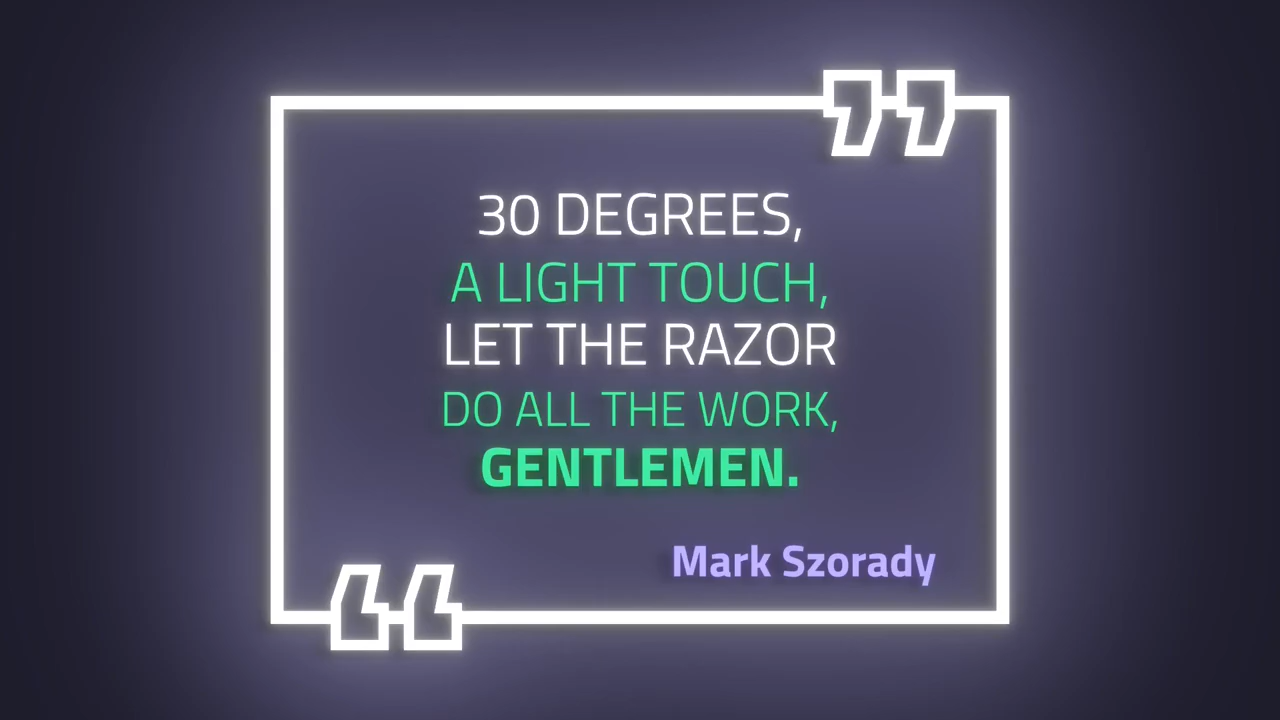 30 DEGREES,
A LIGHT TOUCH,
LET THE RAZOR
DO ALL THE WORK,
GENTLEMEN.
Mark Szorady